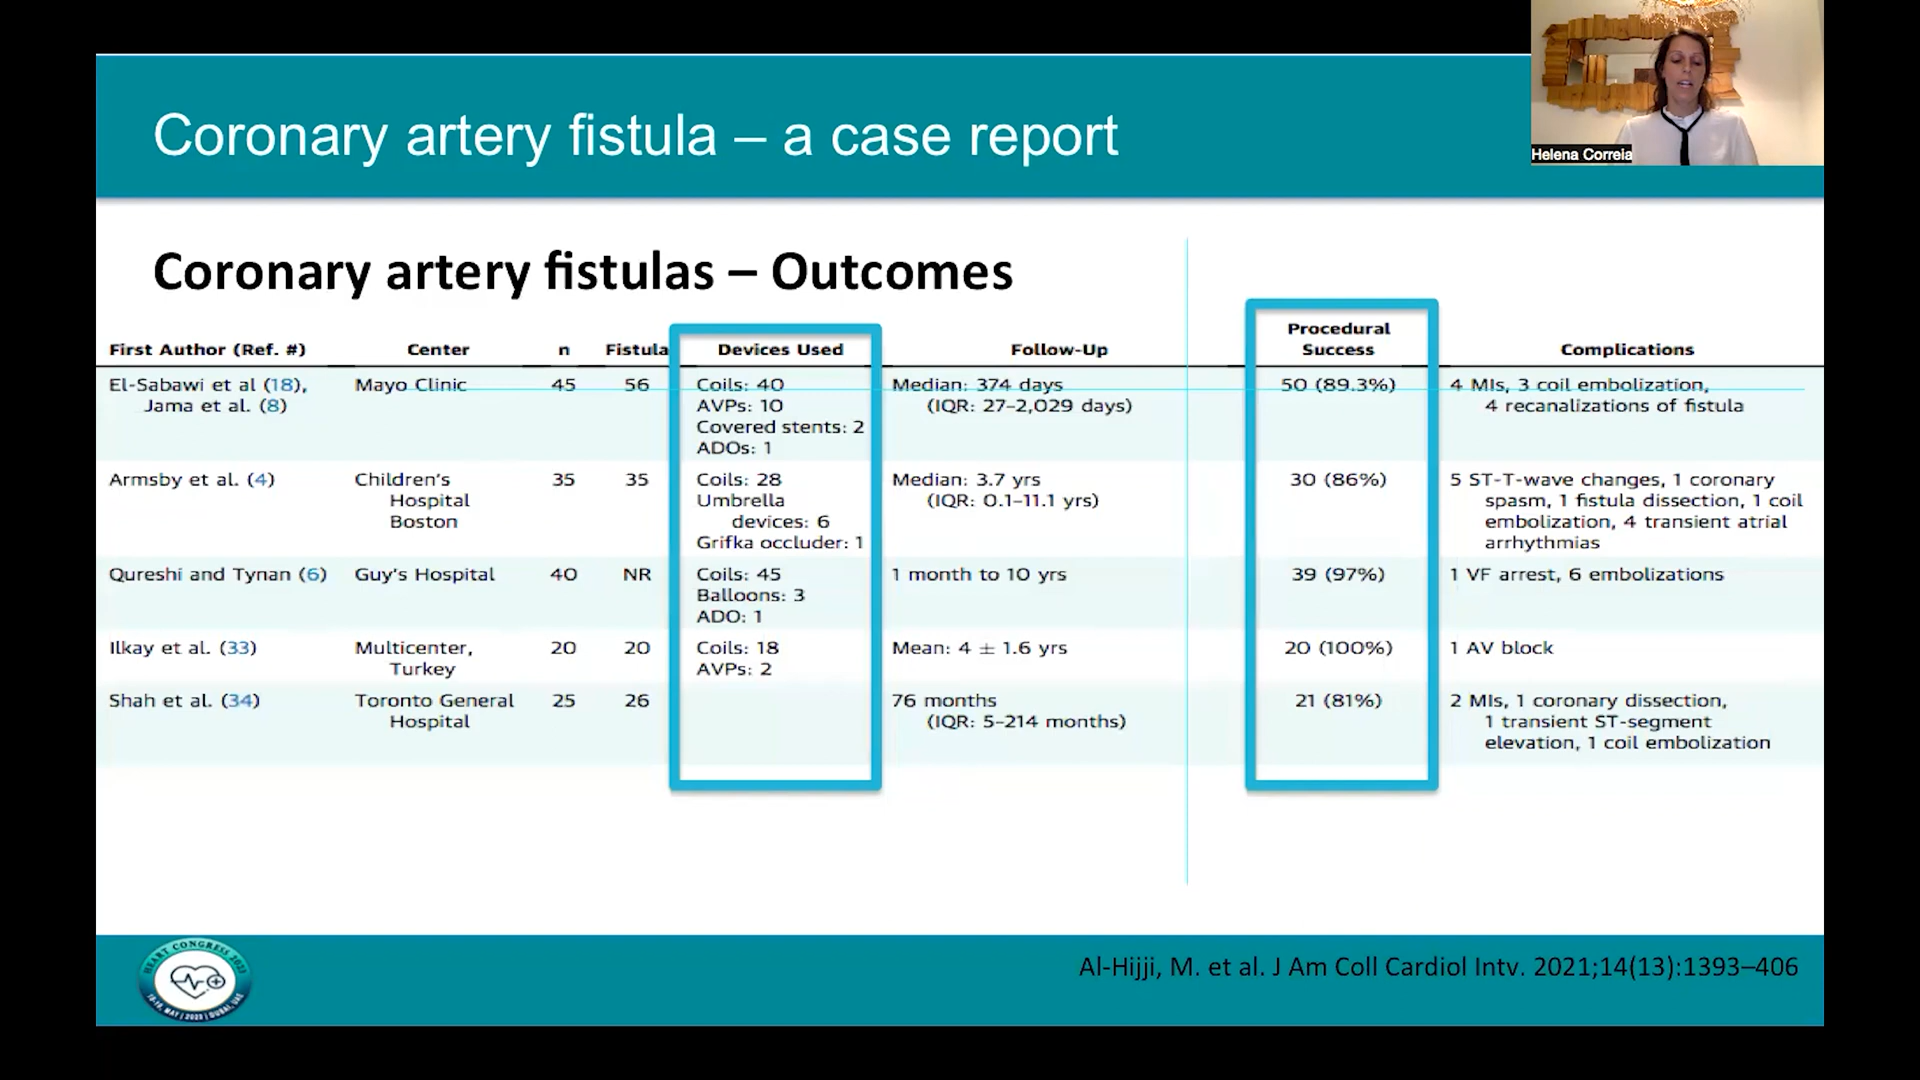 Helena Correia
Coronary artery fistula – a case report
Coronary artery fistulas – Outcomes
First Author (Ref. #) Center n Fistula Devices Used Follow-Up Procedural Success Complications
El-Sabawi et al (18), Mayo Clinic 45 56 Coils: 40 Median: 374 days 50 (89.3%) 4 MIs, 3 coil embolization,
Jama et al. (8) AVPs: 10 (IQR: 27–2,029 days) 4 recanalizations of fistula
Covered stents: 2
ADOs: 1
Armsby et al. (4) Children's 35 35 Coils: 28 Median: 3.7 yrs 30 (86%) 5 ST-T-wave changes, 1 coronary
Hospital Umbrella (IQR: 0.1–11.1 yrs) spasm, 1 fistula dissection, 1 coil
Boston devices: 6 embolization, 4 transient atrial
Grifka occluder: 1 arrhythmias
Qureshi and Tynan (6) Guy's Hospital 40 NR Coils: 45 1 month to 10 yrs 39 (97%) 1 VF arrest, 6 embolizations
Balloons: 3
ADO: 1
Ilkay et al. (33) Multicenter, 20 20 Coils: 18 Mean: 4 ± 1.6 yrs 20 (100%) 1 AV block
Turkey AVPs: 2
Shah et al. (34) Toronto General 25 26 76 months 21 (81%) 2 MIs, 1 coronary dissection,
Hospital (IQR: 5–214 months) 1 transient ST-segment
elevation, 1 coil embolization
HEART CONGRESS 2023
Al-Hijji, M. et al. J Am Coll Cardiol Intv. 2021;14(13):1393–406